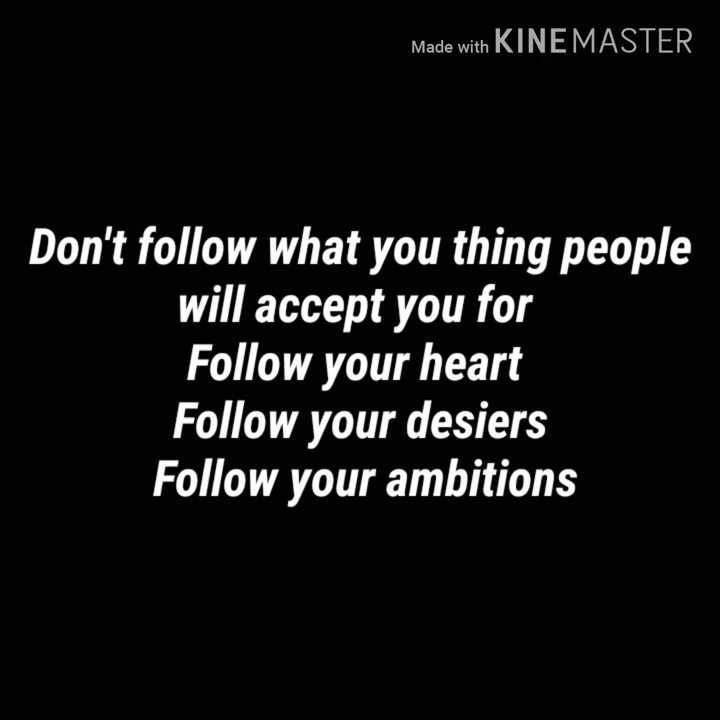 Made with KINEMASTER
Don't follow what you thing people
will accept you for
Follow your heart
Follow your desiers
Follow your ambitions